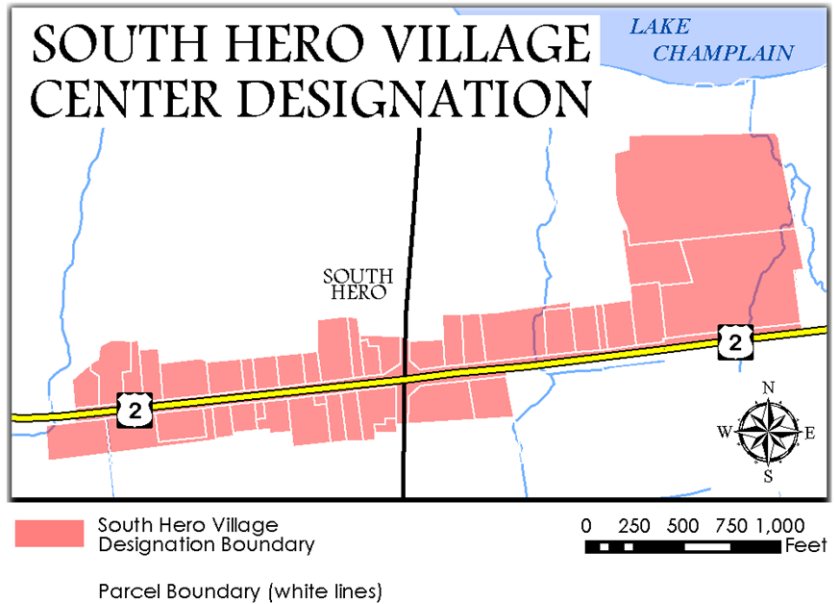 SOUTH HERO VILLAGE
CENTER DESIGNATION
LAKE
CHAMPLAIN
SOUTH
HERO
2
2
N
W E
S
South Hero Village
Designation Boundary
0 250 500 750 1,000
Feet
Parcel Boundary (white lines)